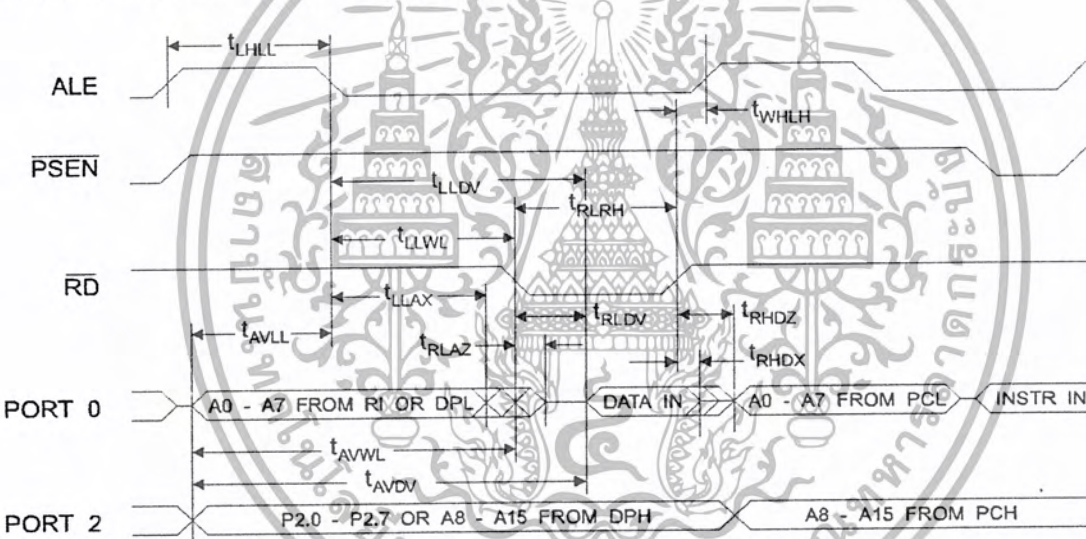 tLHLL
ALE
tWHLH
PSEN
tLLDV
tRLRH
tLLWL
RD
tLLAX
tRLDV
tRHDZ
tAVLL
tRLAZ
tRHDX
PORT 0
A0 - A7 FROM RI OR DPL
DATA IN
A0 - A7 FROM PCL
INSTR IN
tAVWL
tAVDV
PORT 2
P2.0 - P2.7 OR A8 - A15 FROM DPH
A8 - A15 FROM PCH